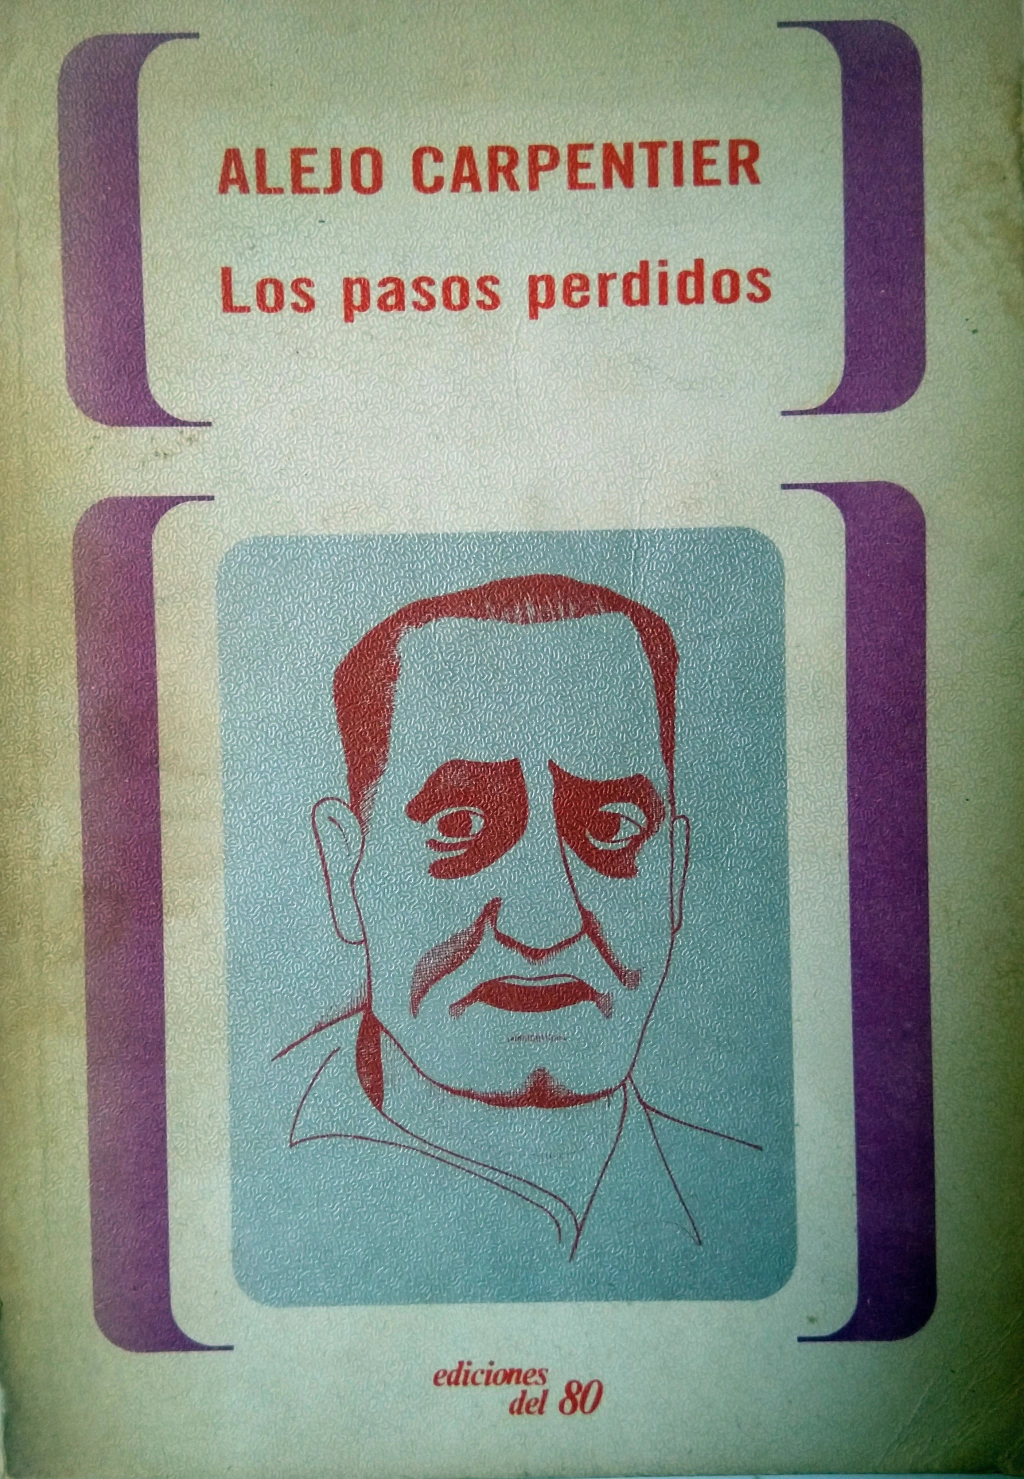 ALEJO CARPENTIER
Los pasos perdidos
ediciones
del 80